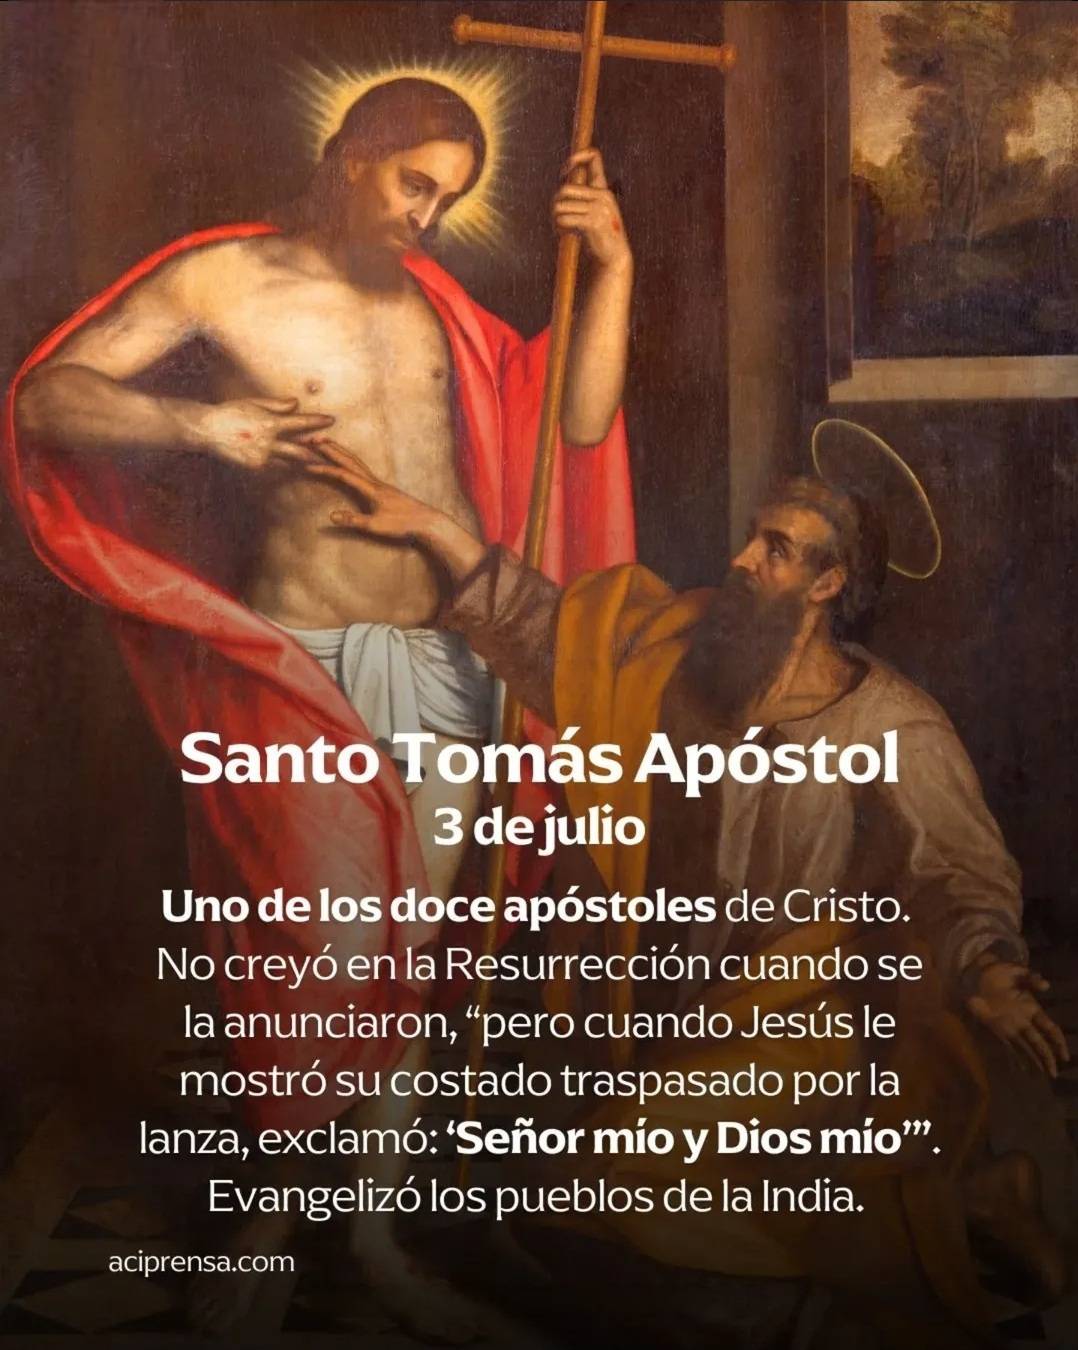 Santo Tomás Apóstol
3 de julio
Uno de los doce apóstoles de Cristo.
No creyó en la Resurrección cuando se
la anunciaron, “pero cuando Jesús le
mostró su costado traspasado por la
lanza, exclamó: ‘Señor mío y Dios mío’”.
Evangelizó los pueblos de la India.
aciprensa.com